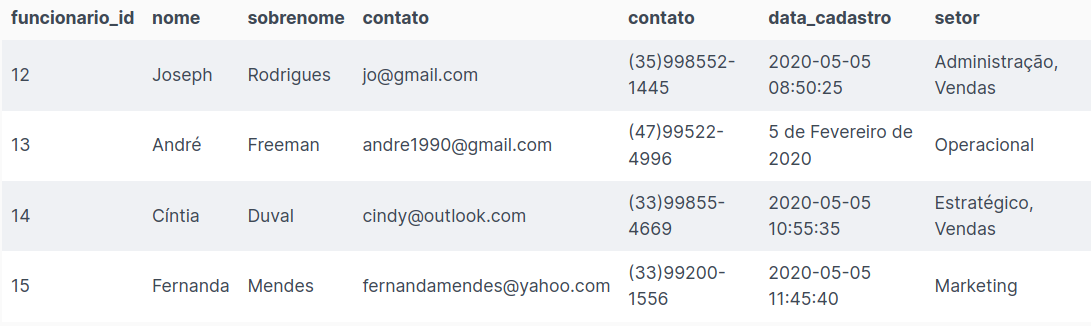 funcionario_id nome sobrenome contato contato data_cadastro setor
12 Joseph Rodrigues jo@gmail.com (35)998552-1445 2020-05-05 08:50:25 Administração, Vendas
13 André Freeman andre1990@gmail.com (47)99522-4996 5 de Fevereiro de 2020 Operacional
14 Cíntia Duval cindy@outlook.com (33)99855-4669 2020-05-05 10:55:35 Estratégico, Vendas
15 Fernanda Mendes fernandamendes@yahoo.com (33)99200-1556 2020-05-05 11:45:40 Marketing